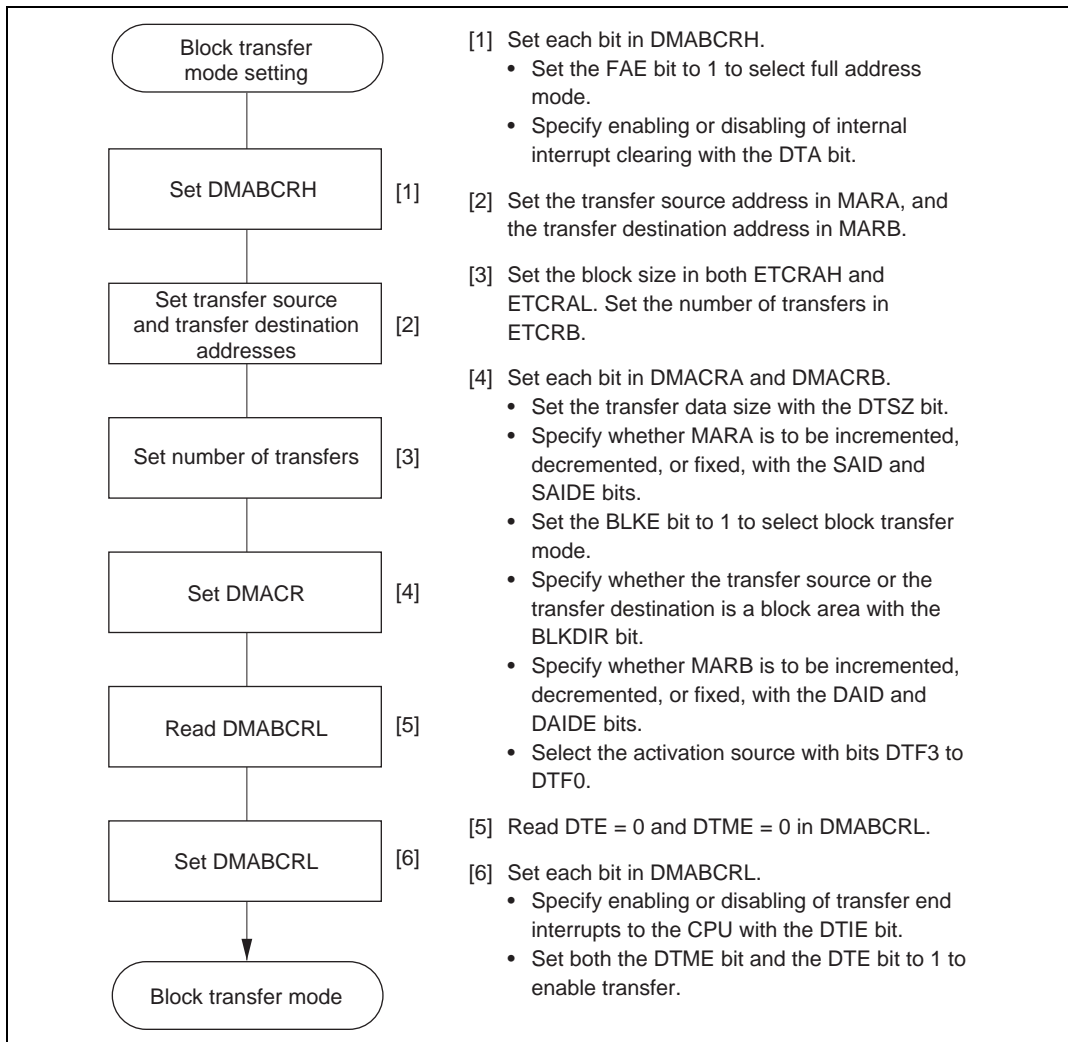 Block transfer
mode setting
Set DMABCRH
[1]
Set transfer source
and transfer destination
addresses
[2]
Set number of transfers
[3]
Set DMACR
[4]
Read DMABCRL
[5]
Set DMABCRL
[6]
Block transfer mode
[1] Set each bit in DMABCRH.
• Set the FAE bit to 1 to select full address
mode.
• Specify enabling or disabling of internal
interrupt clearing with the DTA bit.
[2] Set the transfer source address in MARA, and
the transfer destination address in MARB.
[3] Set the block size in both ETCRAH and
ETCRAL. Set the number of transfers in
ETCRB.
[4] Set each bit in DMACRA and DMACRB.
• Set the transfer data size with the DTSZ bit.
• Specify whether MARA is to be incremented,
decremented, or fixed, with the SAID and
SAIDE bits.
• Set the BLKE bit to 1 to select block transfer
mode.
• Specify whether the transfer source or the
transfer destination is a block area with the
BLKDIR bit.
• Specify whether MARB is to be incremented,
decremented, or fixed, with the DAID and
DAIDE bits.
• Select the activation source with bits DTF3 to
DTF0.
[5] Read DTE = 0 and DTME = 0 in DMABCRL.
[6] Set each bit in DMABCRL.
• Specify enabling or disabling of transfer end
interrupts to the CPU with the DTIE bit.
• Set both the DTME bit and the DTE bit to 1 to
enable transfer.